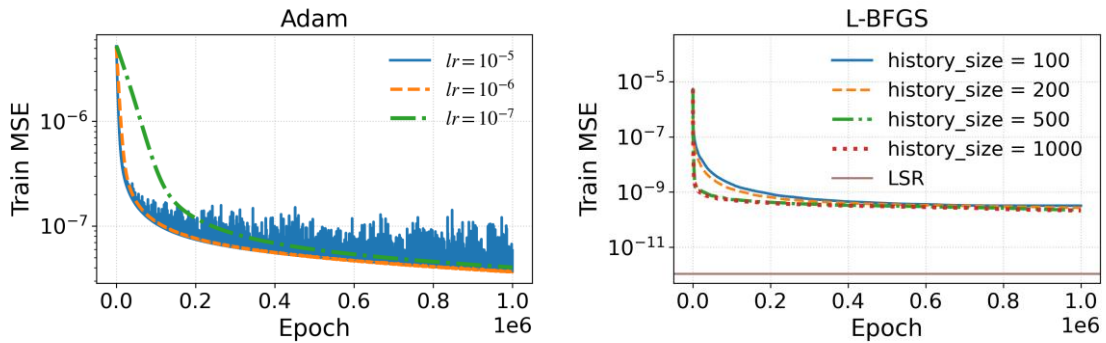 Adam
Train MSE
10⁻⁶
10⁻⁷
lr = 10⁻⁵
lr = 10⁻⁶
lr = 10⁻⁷
0.0 0.2 0.4 0.6 0.8 1.0
1e6
Epoch
L-BFGS
Train MSE
10⁻⁵
10⁻⁷
10⁻⁹
10⁻¹¹
history_size = 100
history_size = 200
history_size = 500
history_size = 1000
LSR
0.0 0.2 0.4 0.6 0.8 1.0
1e6
Epoch